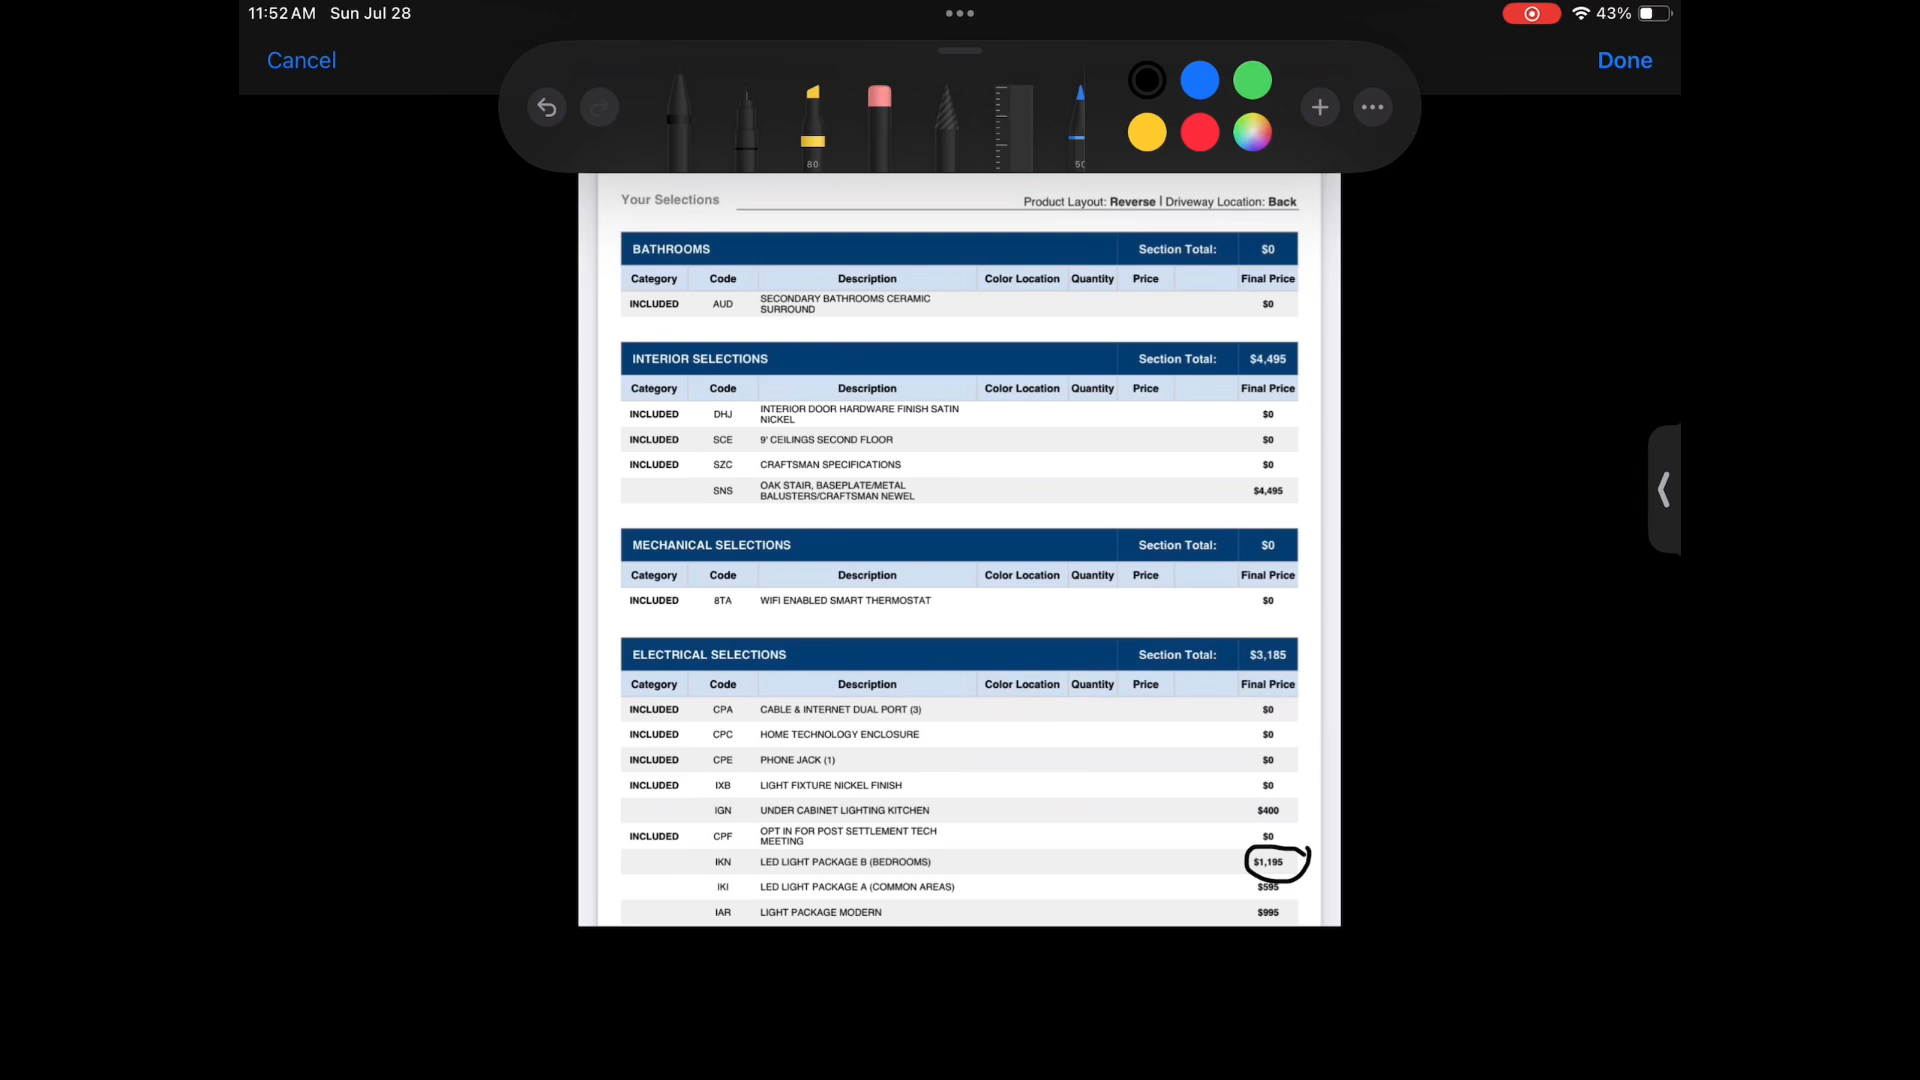 11:52 AM Sun Jul 28
43%
Cancel
Done
80
50
Your Selections
Product Layout: Reverse | Driveway Location: Back
BATHROOMS Section Total: $0
Category Code Description Color Location Quantity Price Final Price
INCLUDED AUD SECONDARY BATHROOMS CERAMIC SURROUND $0
INTERIOR SELECTIONS Section Total: $4,495
Category Code Description Color Location Quantity Price Final Price
INCLUDED DHJ INTERIOR DOOR HARDWARE FINISH SATIN NICKEL $0
INCLUDED SCE 9' CEILINGS SECOND FLOOR $0
INCLUDED SZC CRAFTSMAN SPECIFICATIONS $0
SNS OAK STAIR, BASEPLATE/METAL BALUSTERS/CRAFTSMAN NEWEL $4,495
MECHANICAL SELECTIONS Section Total: $0
Category Code Description Color Location Quantity Price Final Price
INCLUDED 8TA WIFI ENABLED SMART THERMOSTAT $0
ELECTRICAL SELECTIONS Section Total: $3,185
Category Code Description Color Location Quantity Price Final Price
INCLUDED CPA CABLE & INTERNET DUAL PORT (3) $0
INCLUDED CPC HOME TECHNOLOGY ENCLOSURE $0
INCLUDED CPE PHONE JACK (1) $0
INCLUDED IXB LIGHT FIXTURE NICKEL FINISH $0
IGN UNDER CABINET LIGHTING KITCHEN $400
INCLUDED CPF OPT IN FOR POST SETTLEMENT TECH MEETING $0
IKN LED LIGHT PACKAGE B (BEDROOMS) $1,195
IKI LED LIGHT PACKAGE A (COMMON AREAS) $595
IAR LIGHT PACKAGE MODERN $995